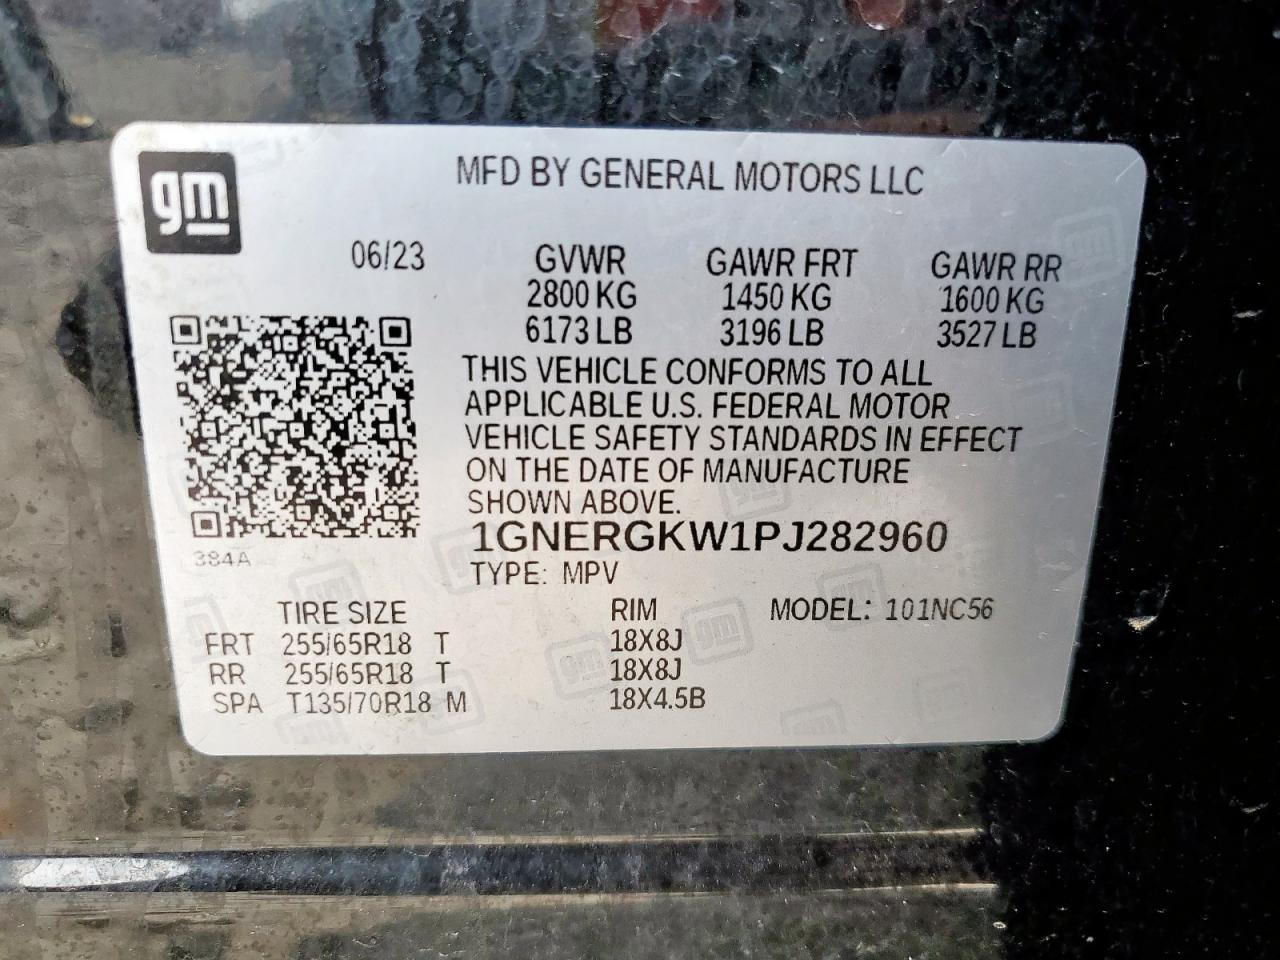 gm
MFD BY GENERAL MOTORS LLC
06/23 GVWR GAWR FRT GAWR RR
2800 KG 1450 KG 1600 KG
6173 LB 3196 LB 3527 LB
THIS VEHICLE CONFORMS TO ALL
APPLICABLE U.S. FEDERAL MOTOR
VEHICLE SAFETY STANDARDS IN EFFECT
ON THE DATE OF MANUFACTURE
SHOWN ABOVE.
1GNERGKW1PJ282960
384A
TYPE: MPV
TIRE SIZE RIM MODEL: 101NC56
FRT 255/65R18 T 18X8J
RR 255/65R18 T 18X8J
SPA T135/70R18 M 18X4.5B